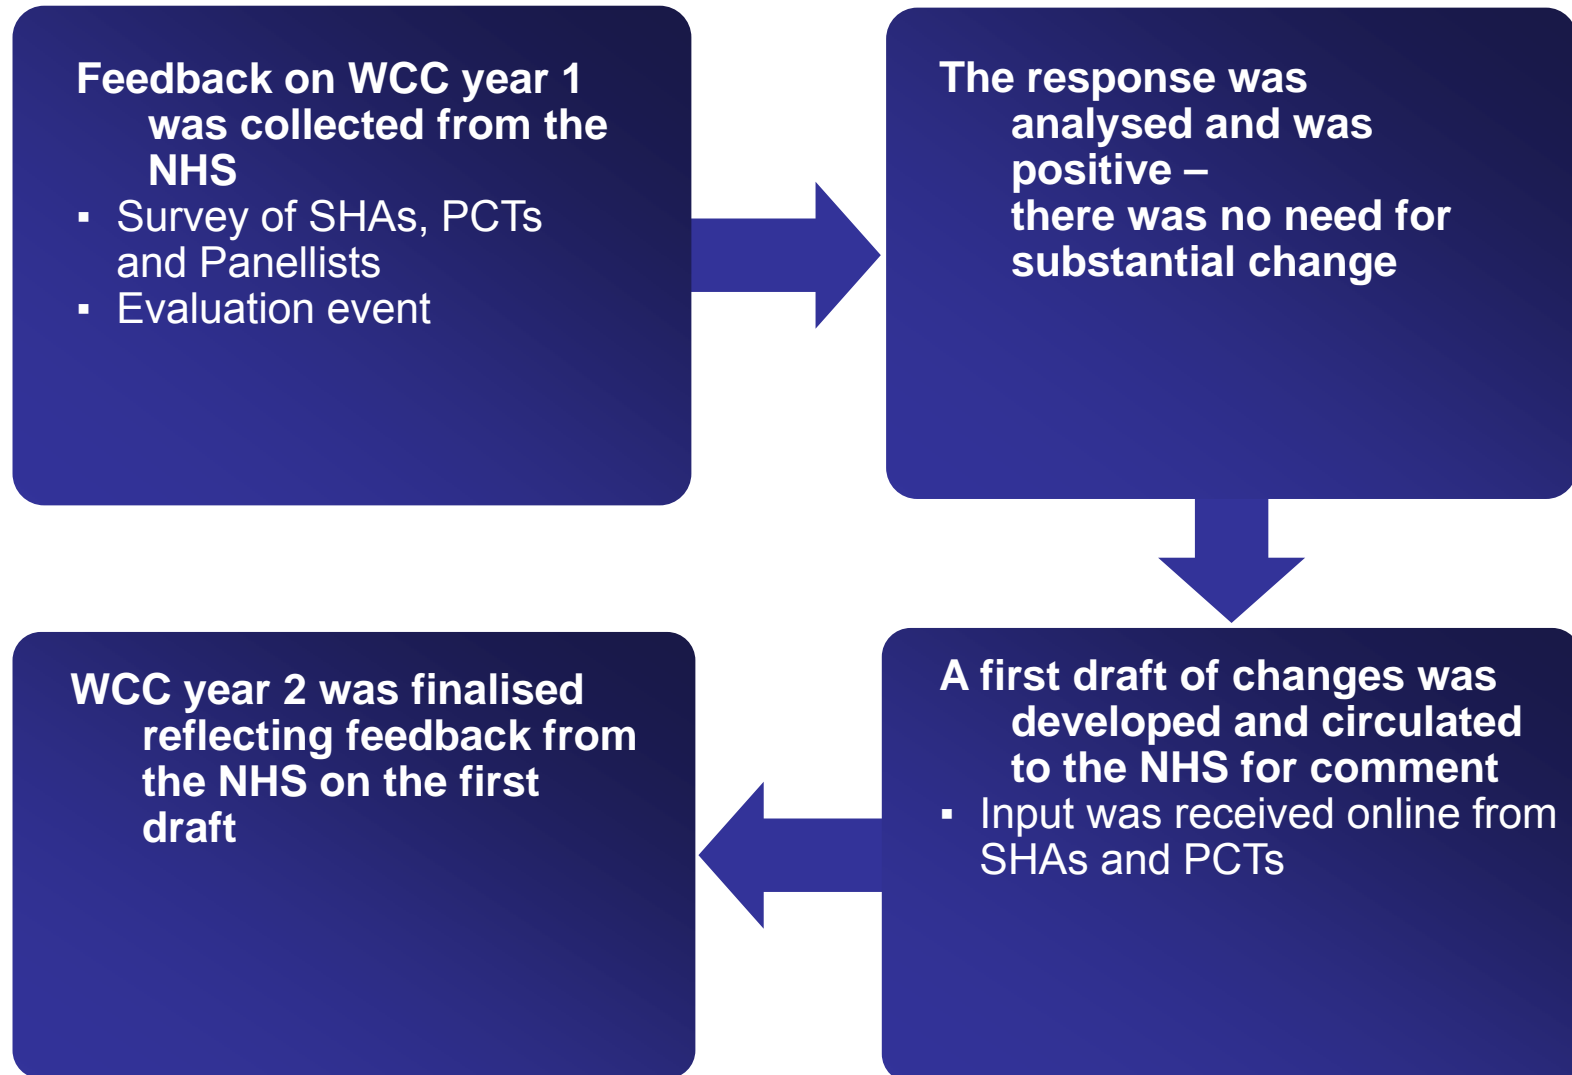 Feedback on WCC year 1
was collected from the
NHS
▪ Survey of SHAs, PCTs
and Panellists
▪ Evaluation event
The response was
analysed and was
positive –
there was no need for
substantial change
A first draft of changes was
developed and circulated
to the NHS for comment
▪ Input was received online from
SHAs and PCTs
WCC year 2 was finalised
reflecting feedback from
the NHS on the first
draft